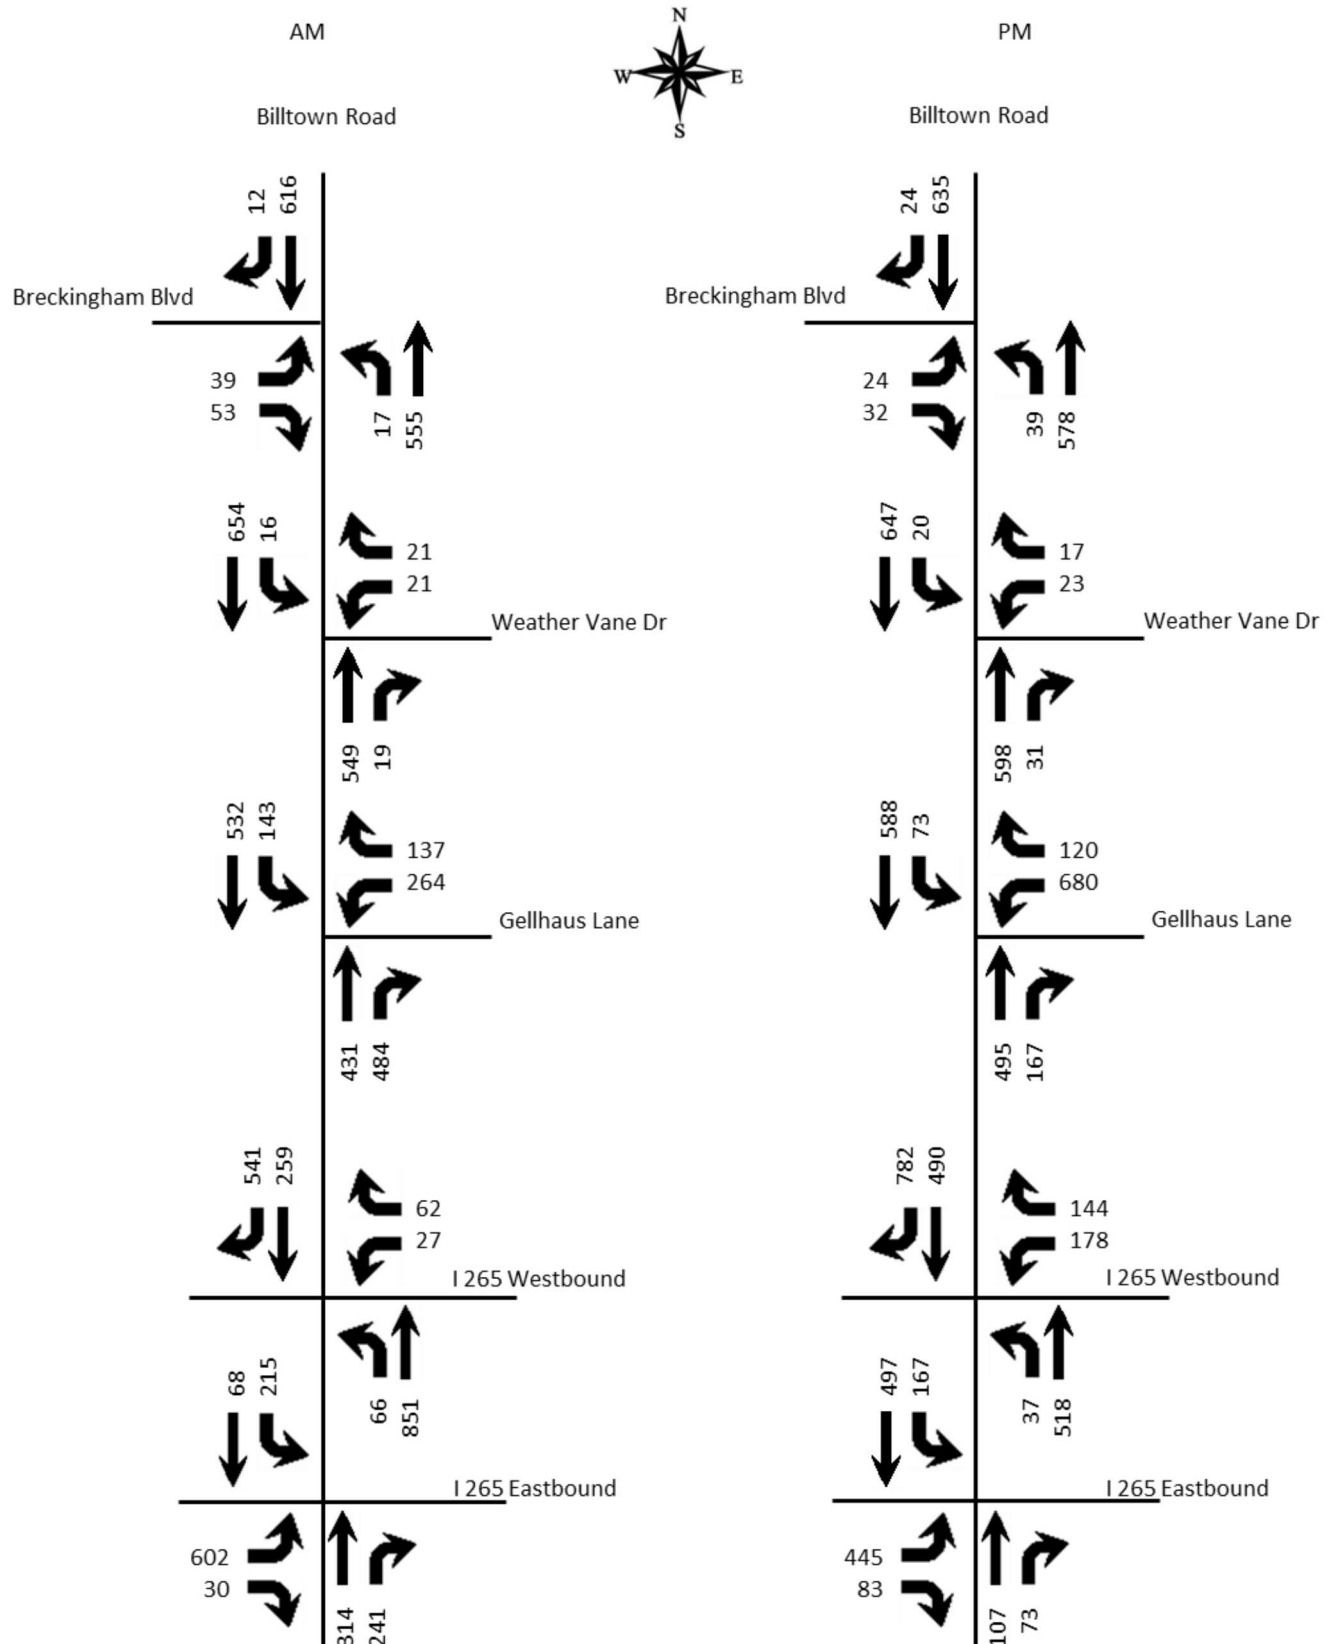 AM
N
W E
S
PM
Billtown Road
Billtown Road
12 616
24 635
Breckingham Blvd
Breckingham Blvd
39
53
17 555
24
32
39 578
654 16
21
21
647 20
17
23
Weather Vane Dr
Weather Vane Dr
549 19
598 31
532 143
137
264
588 73
120
680
Gellhaus Lane
Gellhaus Lane
431 484
495 167
541 259
62
27
782 490
144
178
I 265 Westbound
I 265 Westbound
68 215
66 851
497 167
37 518
I 265 Eastbound
I 265 Eastbound
602
30
314 241
445
83
107 73